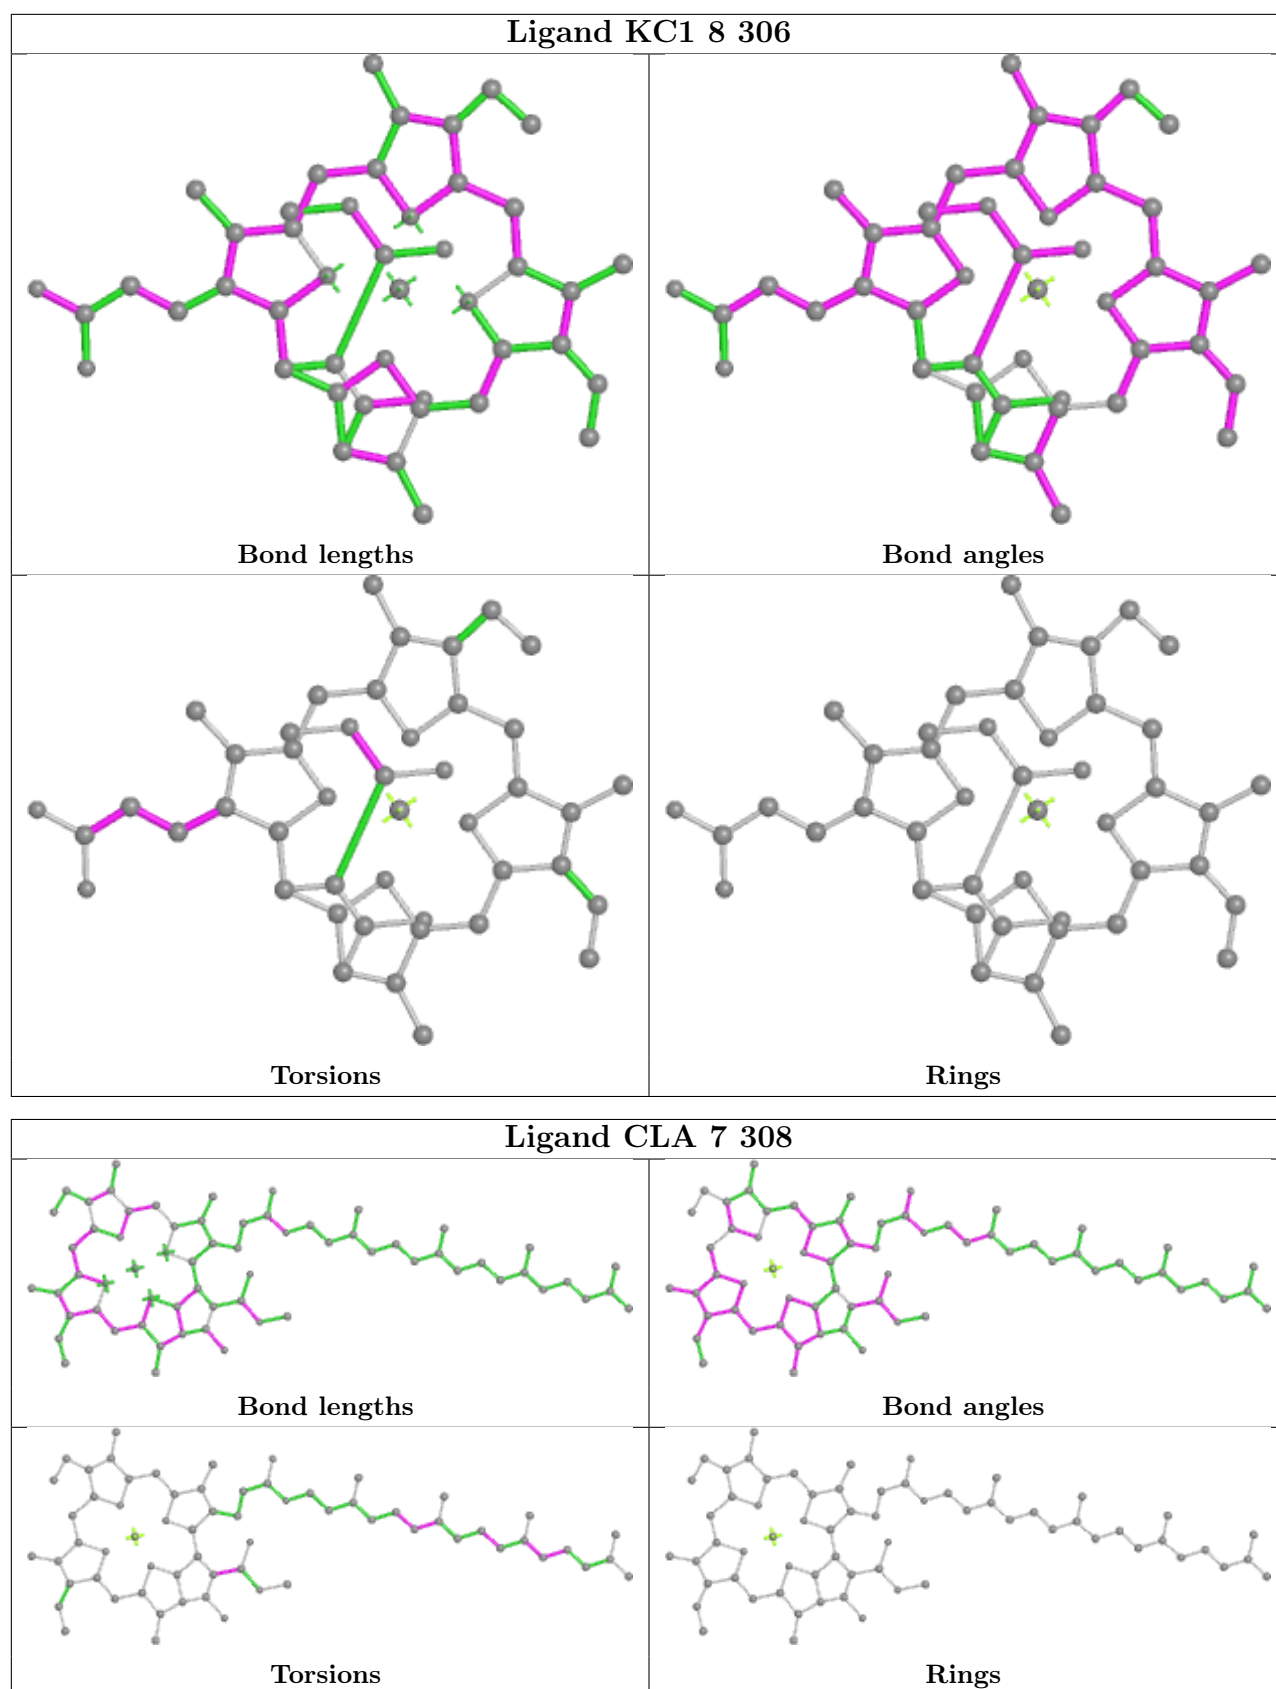 Ligand KC1 8 306
Bond lengths
Bond angles
Torsions
Rings
Ligand CLA 7 308
Bond lengths
Bond angles
Torsions
Rings